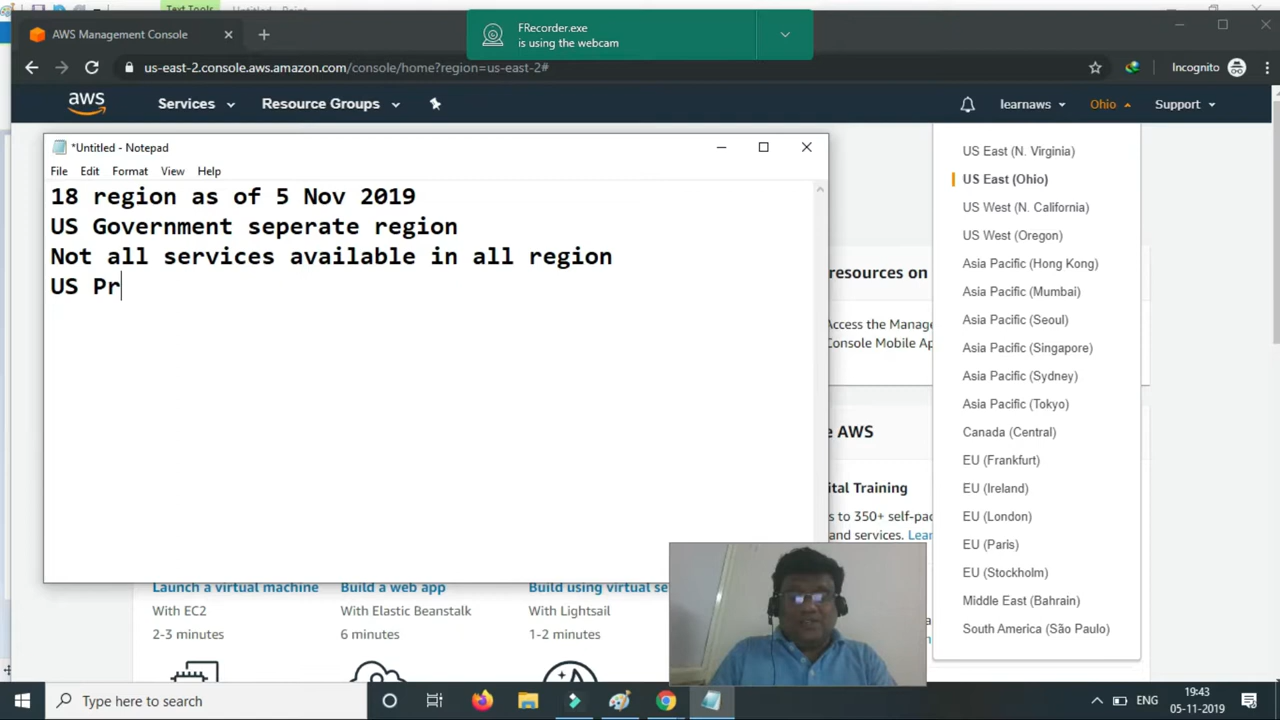 Text Tools
AWS Management Console
FRecorder.exe
is using the webcam
us-east-2.console.aws.amazon.com/console/home?region=us-east-2#
Incognito
aws
Services
Resource Groups
learnaws
Ohio
Support
*Untitled - Notepad
File Edit Format View Help
18 region as of 5 Nov 2019
US Government seperate region
Not all services available in all region
US Pr
US East (N. Virginia)
US East (Ohio)
US West (N. California)
US West (Oregon)
Asia Pacific (Hong Kong)
Asia Pacific (Mumbai)
Asia Pacific (Seoul)
Asia Pacific (Singapore)
Asia Pacific (Sydney)
Asia Pacific (Tokyo)
Canada (Central)
EU (Frankfurt)
EU (Ireland)
EU (London)
EU (Paris)
EU (Stockholm)
Middle East (Bahrain)
South America (São Paulo)
resources on
Access the Manage
Console Mobile Ap
e AWS
ital Training
s to 350+ self-pac
and services. Lear
Launch a virtual machine
With EC2
2-3 minutes
Build a web app
With Elastic Beanstalk
6 minutes
Build using virtual se
With Lightsail
1-2 minutes
Type here to search
ENG
19:43
05-11-2019